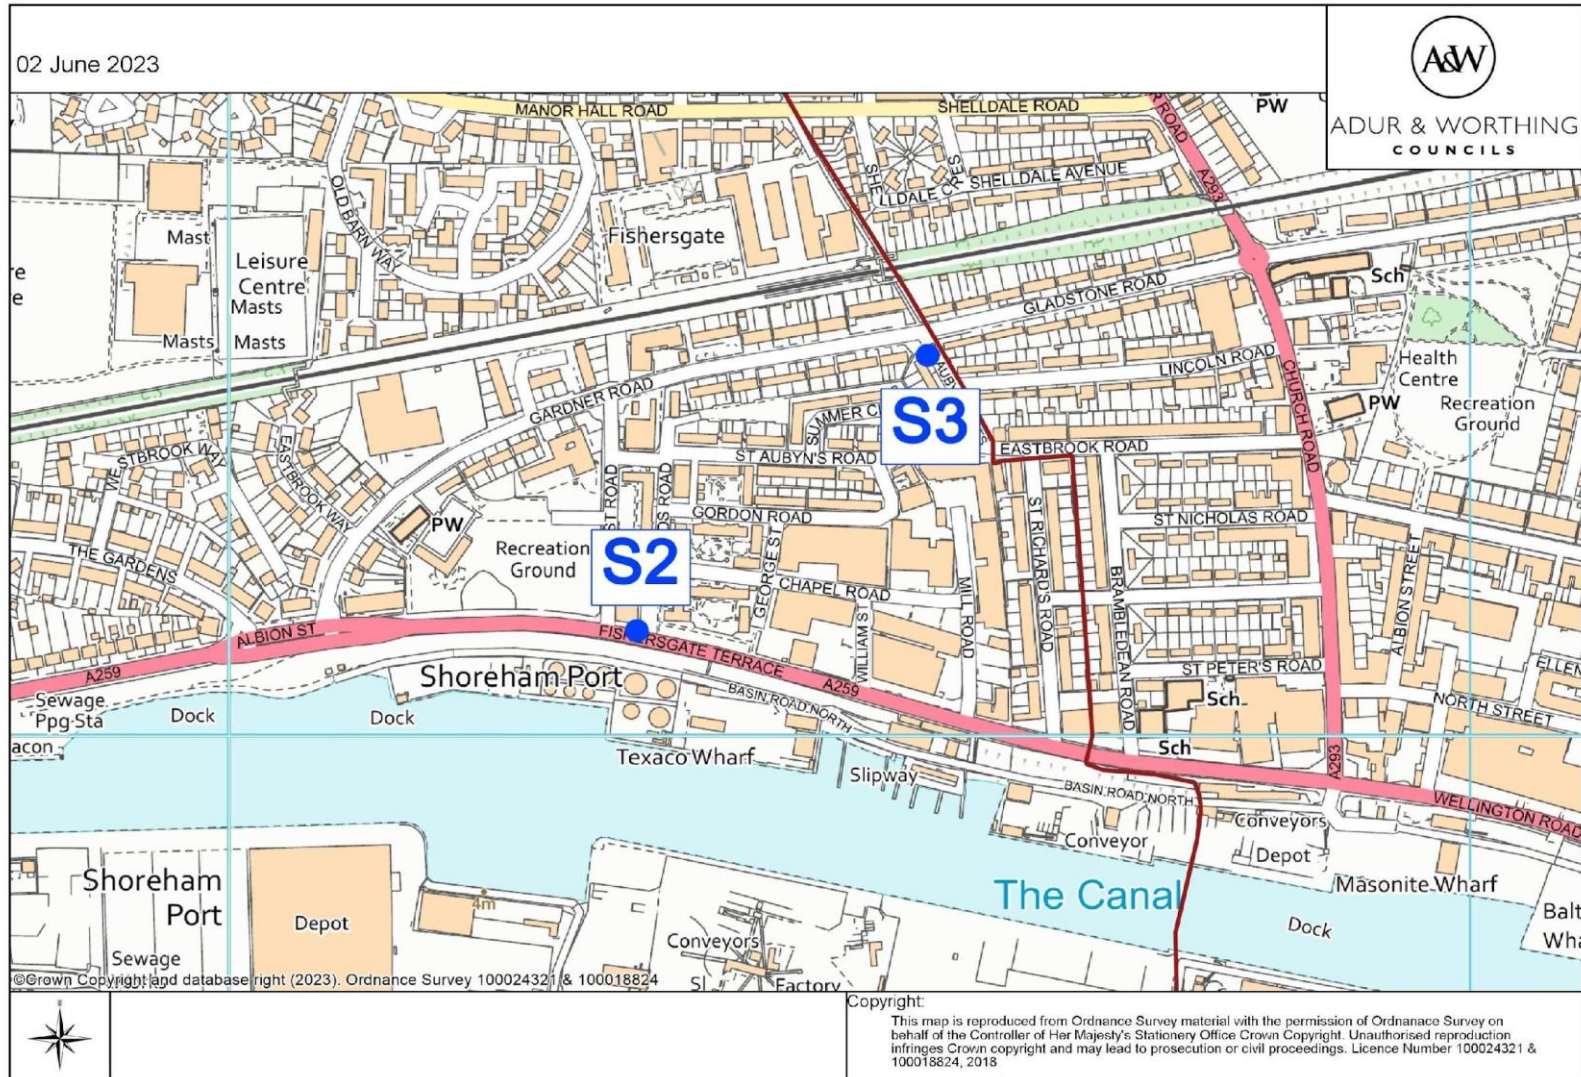 02 June 2023
A&W
ADUR & WORTHING
COUNCILS
MANOR HALL ROAD
SHELLDALE ROAD
PW
SHELLDALE CRES
SHELLDALE AVENUE
A293
OLD BARN WAY
Mast
Leisure
Centre
Masts
Masts
Masts
Fishersgate
GLADSTONE ROAD
Sch
Health
Centre
PW
Recreation
Ground
LINCOLN ROAD
CHURCH ROAD
GARDNER ROAD
S3
EASTBROOK ROAD
ST AUBYN'S ROAD
WESTBROOK WAY
EASTBROOK WAY
PW
GORDON ROAD
ST NICHOLAS ROAD
Recreation
Ground
S2
THE GARDENS
GEORGE ST
CHAPEL ROAD
MILL ROAD
ST RICHARD'S ROAD
BRAMBLEDEAN ROAD
ALBION STREET
WILLIAM ST
ALBION ST
FISHERSGATE TERRACE
A259
A259
ST PETER'S ROAD
Shoreham Port
BASIN ROAD NORTH
Sch
NORTH STREET
Sewage
Ppg Sta
Dock
Dock
Texaco Wharf
Sch
Slipway
A293
BASIN ROAD NORTH
WELLINGTON ROAD
Conveyor
Conveyors
Depot
Masonite Wharf
The Canal
Dock
Shoreham
Port
4m
Depot
Conveyors
Sewage
Factory
©Crown Copyright and database right (2023). Ordnance Survey 100024321 & 100018824
Copyright:
This map is reproduced from Ordnance Survey material with the permission of Ordnanace Survey on
behalf of the Controller of Her Majesty's Stationery Office Crown Copyright. Unauthorised reproduction
infringes Crown copyright and may lead to prosecution or civil proceedings. Licence Number 100024321 &
100018824, 2018